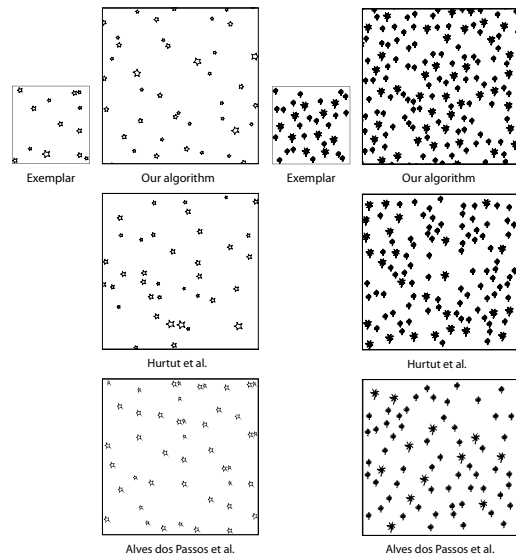 Exemplar
Our algorithm
Exemplar
Our algorithm
Hurtut et al.
Hurtut et al.
Alves dos Passos et al.
Alves dos Passos et al.